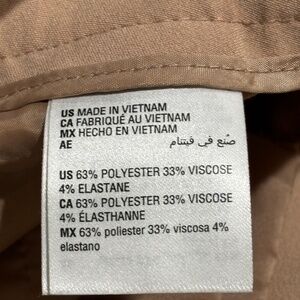 US MADE IN VIETNAM
CA FABRIQUÉ AU VIETNAM
MX HECHO EN VIETNAM
AE صنع في فيتنام
US 63% POLYESTER 33% VISCOSE
4% ELASTANE
CA 63% POLYESTER 33% VISCOSE
4% ÉLASTHANNE
MX 63% poliester 33% viscosa 4%
elastano